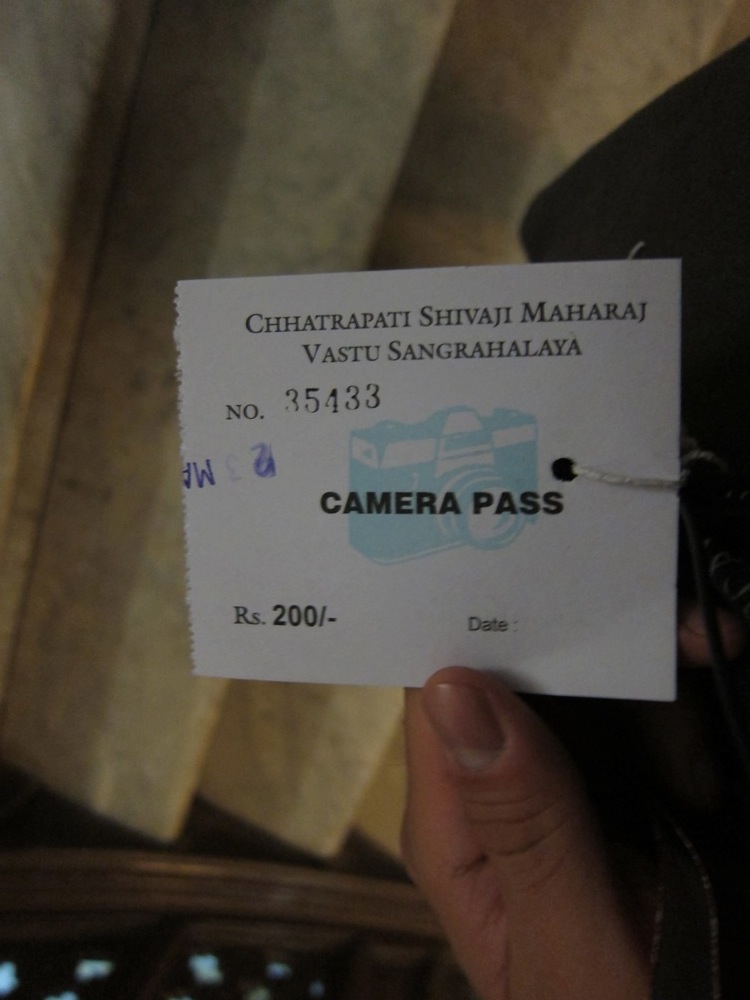 CHHATRAPATI SHIVAJI MAHARAJ
VASTU SANGRAHALAYA
NO. 35433
CAMERA PASS
Rs. 200/-
Date :